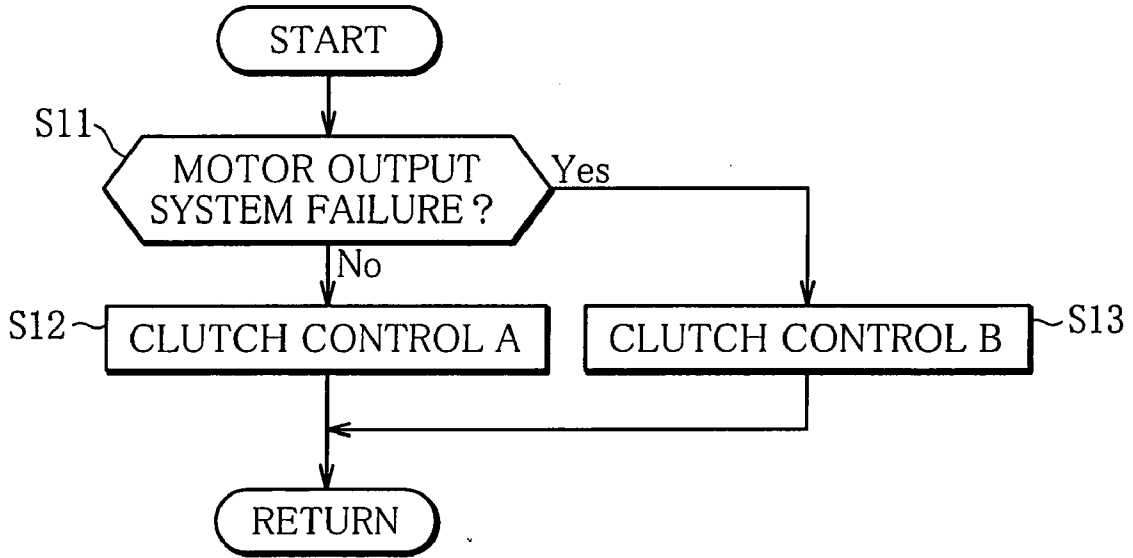 START
S11
MOTOR OUTPUT
SYSTEM FAILURE?
Yes
No
S12
CLUTCH CONTROL A
CLUTCH CONTROL B
S13
RETURN